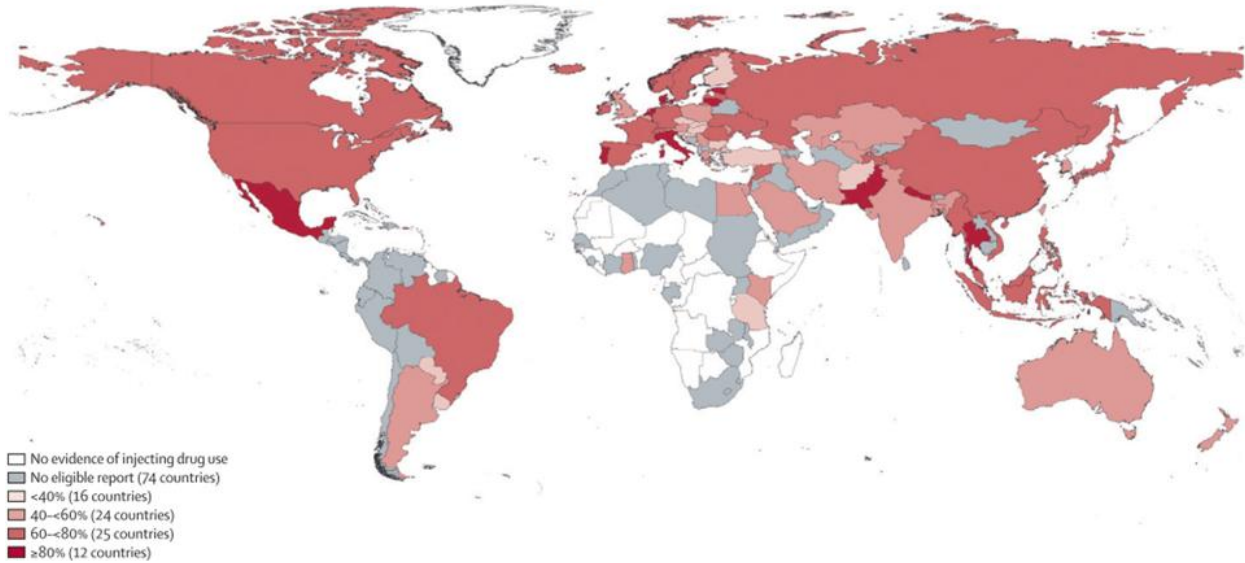 No evidence of injecting drug use
No eligible report (74 countries)
<40% (16 countries)
40–<60% (24 countries)
60–<80% (25 countries)
≥80% (12 countries)